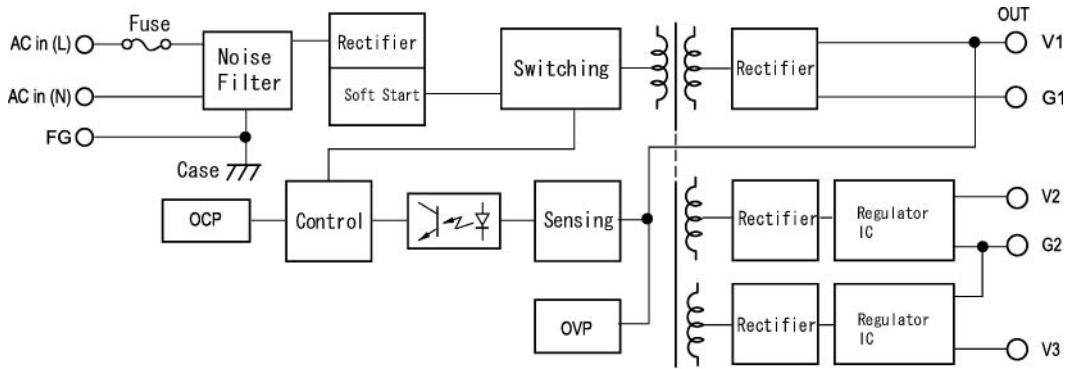 Fuse
OUT
AC in (L)
Noise
Filter
Rectifier
Soft Start
Switching
Rectifier
V1
AC in (N)
G1
FG
Case
OCP
Control
Sensing
Rectifier
Regulator
IC
V2
G2
OVP
Rectifier
Regulator
IC
V3